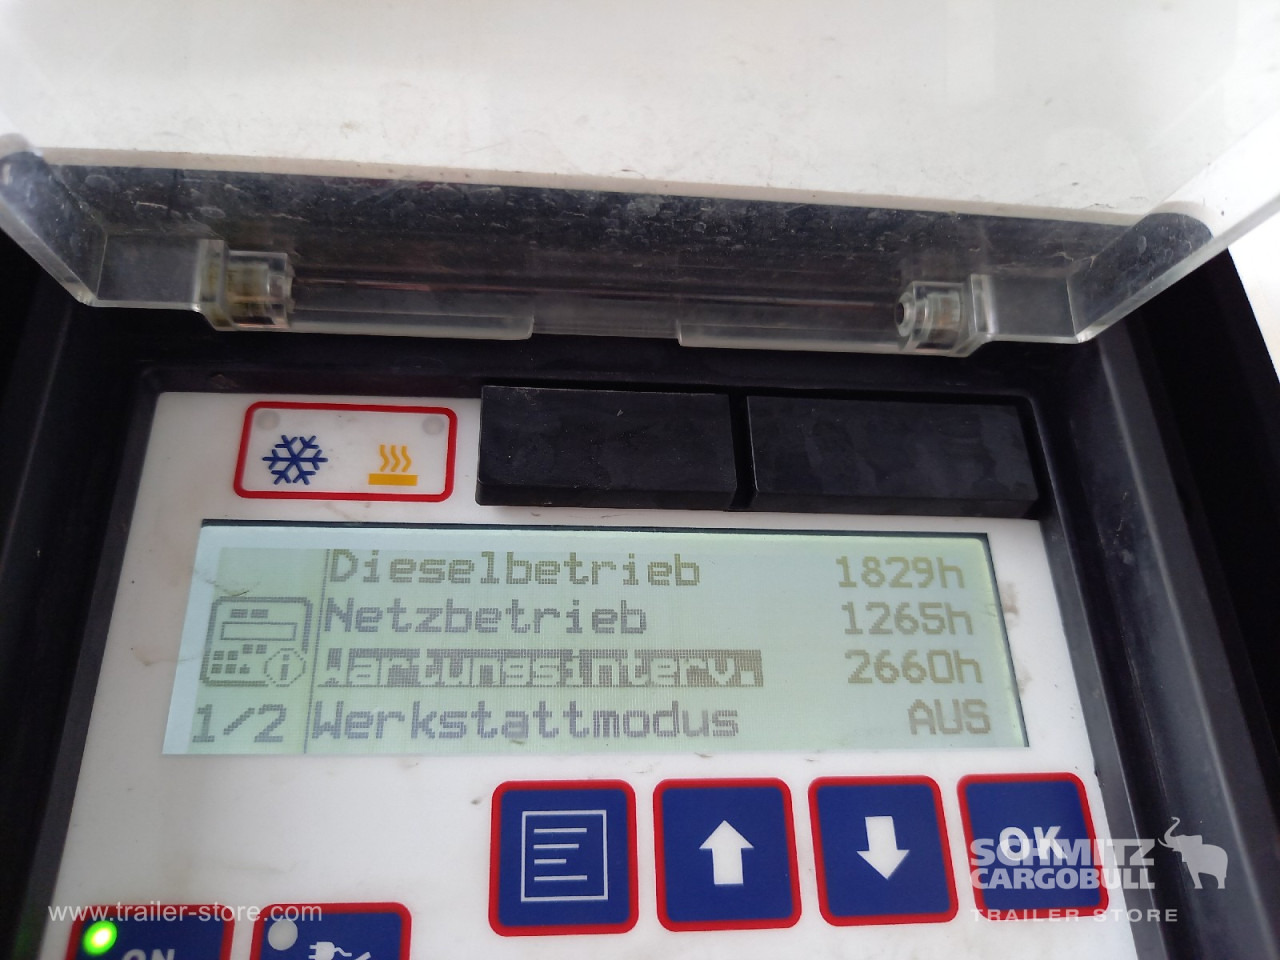 Dieselbetrieb 1829h
Netzbetrieb 1265h
Wartungsinterv. 2660h
1/2 Werkstattmodus AUS
OK
SCHMITZ
CARGOBULL
TRAILER STORE
www.trailer-store.com
ON